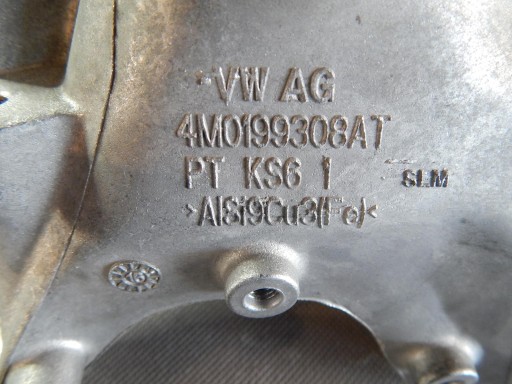 VW AG
4M0199308AT
PT KS6 1 SLM
>AlSi9Cu3(Fe)<